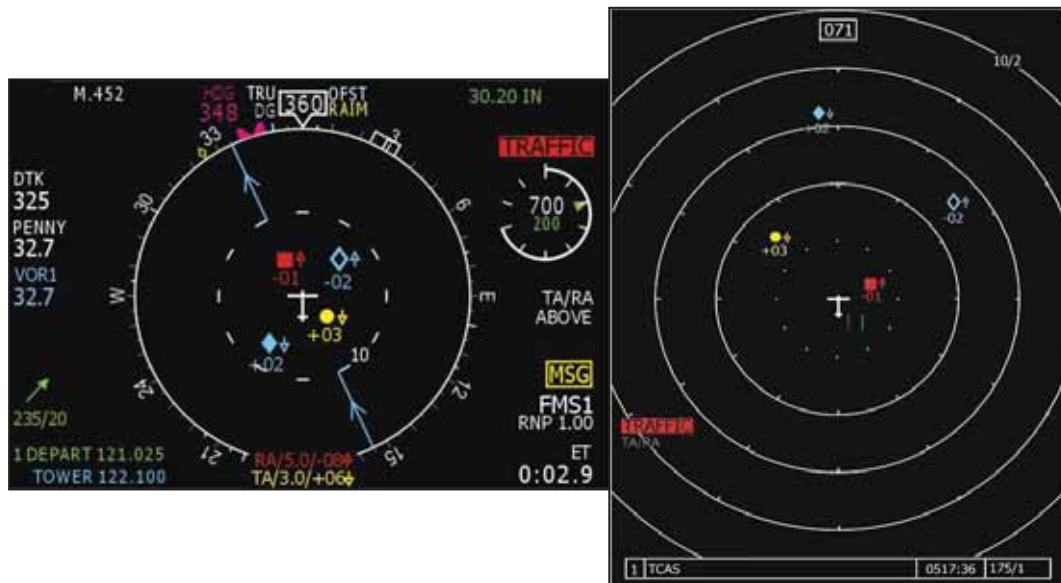 M.452
HDG
348
TRU
DG
360
OFST
RAIM
30.20 IN
TRAFFIC
700
200
DTK
325
PENNY
32.7
VOR1
32.7
33
3
30
6
W
E
24
12
21
15
-01
-02
+03
+02
10
TA/RA
ABOVE
MSG
FMS1
RNP 1.00
ET
0:02.9
235/20
1 DEPART 121.025
TOWER 122.100
RA/5.0/-08
TA/3.0/+06
071
10/2
+02
-02
+03
-01
TRAFFIC
TA/RA
1 TCAS 0517:36 175/1